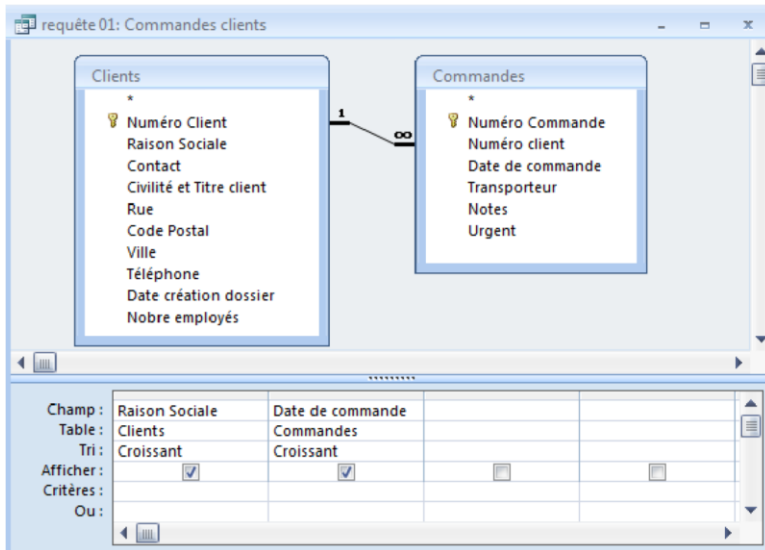 requête 01: Commandes clients
Clients
*
Numéro Client
Raison Sociale
Contact
Civilité et Titre client
Rue
Code Postal
Ville
Téléphone
Date création dossier
Nobre employés
1
∞
Commandes
*
Numéro Commande
Numéro client
Date de commande
Transporteur
Notes
Urgent
Champ : Raison Sociale Date de commande
Table : Clients Commandes
Tri : Croissant Croissant
Afficher :
Critères :
Ou :